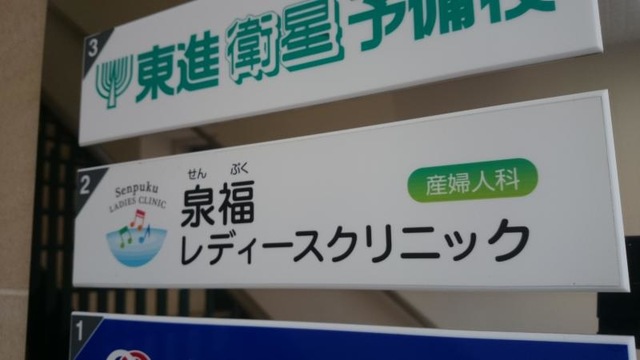 3
東進衛星予備校
2
Senpuku
LADIES CLINIC
せん ぷく
泉福
産婦人科
レディースクリニック
1